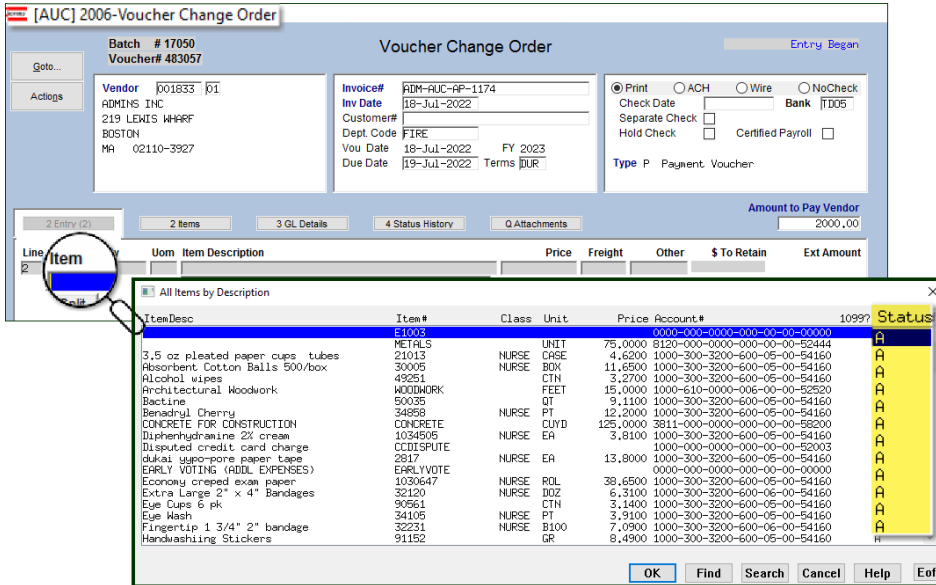 [AUC] 2006-Voucher Change Order
Batch # 17050
Voucher# 483057
Voucher Change Order
Entry Began
Goto...
Actions
Vendor 001833 01
ADMINS INC
219 LEWIS WHARF
BOSTON
MA 02110-3927
Invoice# ADM-AUC-AP-1174
Inv Date 18-Jul-2022
Customer#
Dept. Code FIRE
Vou Date 18-Jul-2022 FY 2023
Due Date 19-Jul-2022 Terms DUR
Print ACH Wire NoCheck
Check Date Bank TD05
Separate Check
Hold Check Certified Payroll
Type P Payment Voucher
Amount to Pay Vendor
2000.00
2 Entry (2) 2 Items 3 GL Details 4 Status History Q Attachments
Line Item Uom Item Description Price Freight Other $ To Retain Ext Amount
2
Split
All Items by Description
ItemDesc Item# Class Unit Price Account# 1099? Status
E1003 0000-0000-0000-000-00-00-00000 A
METALS UNIT 75.0000 8120-000-0000-000-00-00-52444 A
3.5 oz pleated paper cups tubes 21013 NURSE CASE 4.6200 1000-300-3200-600-05-00-54160 A
Absorbent Cotton Balls 500/box 30005 NURSE BOX 11.6500 1000-300-3200-600-05-00-54160 A
Alcohol wipes 49251 CTN 3.2700 1000-300-3200-600-05-00-54160 A
Architectural Woodwork WOODWORK FEET 15.0000 1000-610-0000-006-00-00-52520 A
Bactine 50035 QT 9.1100 1000-300-3200-600-05-00-54160 A
Benadryl Cherry 34858 NURSE PT 12.2000 1000-300-3200-600-05-00-54160 A
CONCRETE FOR CONSTRUCTION CONCRETE CUYD 125.0000 3811-000-0000-000-00-00-58200 A
Diphenhydramine 2% cream 1034505 NURSE EA 3.8100 1000-300-3200-600-05-00-54160 A
Disputed credit card charge CCDISPUTE 1000-000-0000-000-00-00-52003 A
dukai yypo-pore paper tape 2817 NURSE EA 13.8000 1000-300-3200-600-05-00-54160 A
EARLY VOTING (ADDL EXPENSES) EARLYVOTE 0000-000-0000-000-00-00-00000 A
Economy creped exam paper 1030647 NURSE ROL 38.6500 1000-300-3200-600-05-00-54160 A
Extra Large 2" x 4" Bandages 32120 NURSE DOZ 6.3100 1000-300-3200-600-06-00-54160 A
Eye Cups 6 pk 90561 CTN 3.1400 1000-300-3200-600-05-00-54160 A
Eye Wash 34105 NURSE PT 3.9100 1000-300-3200-600-05-00-54160 A
Fingertip 1 3/4" 2" bandage 32231 NURSE B100 7.0900 1000-300-3200-600-06-00-54160 A
Handwashiing Stickers 91152 GR 8.4900 1000-300-3200-600-05-00-54160 A
OK Find Search Cancel Help Eof